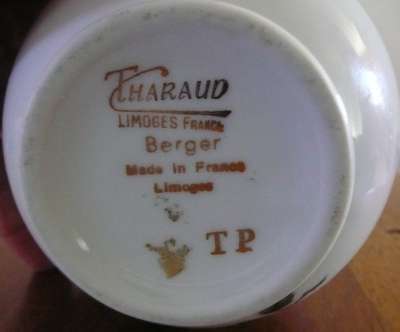 THARAUD
LIMOGES FRANCE
Berger
Made in France
Limoges
TP